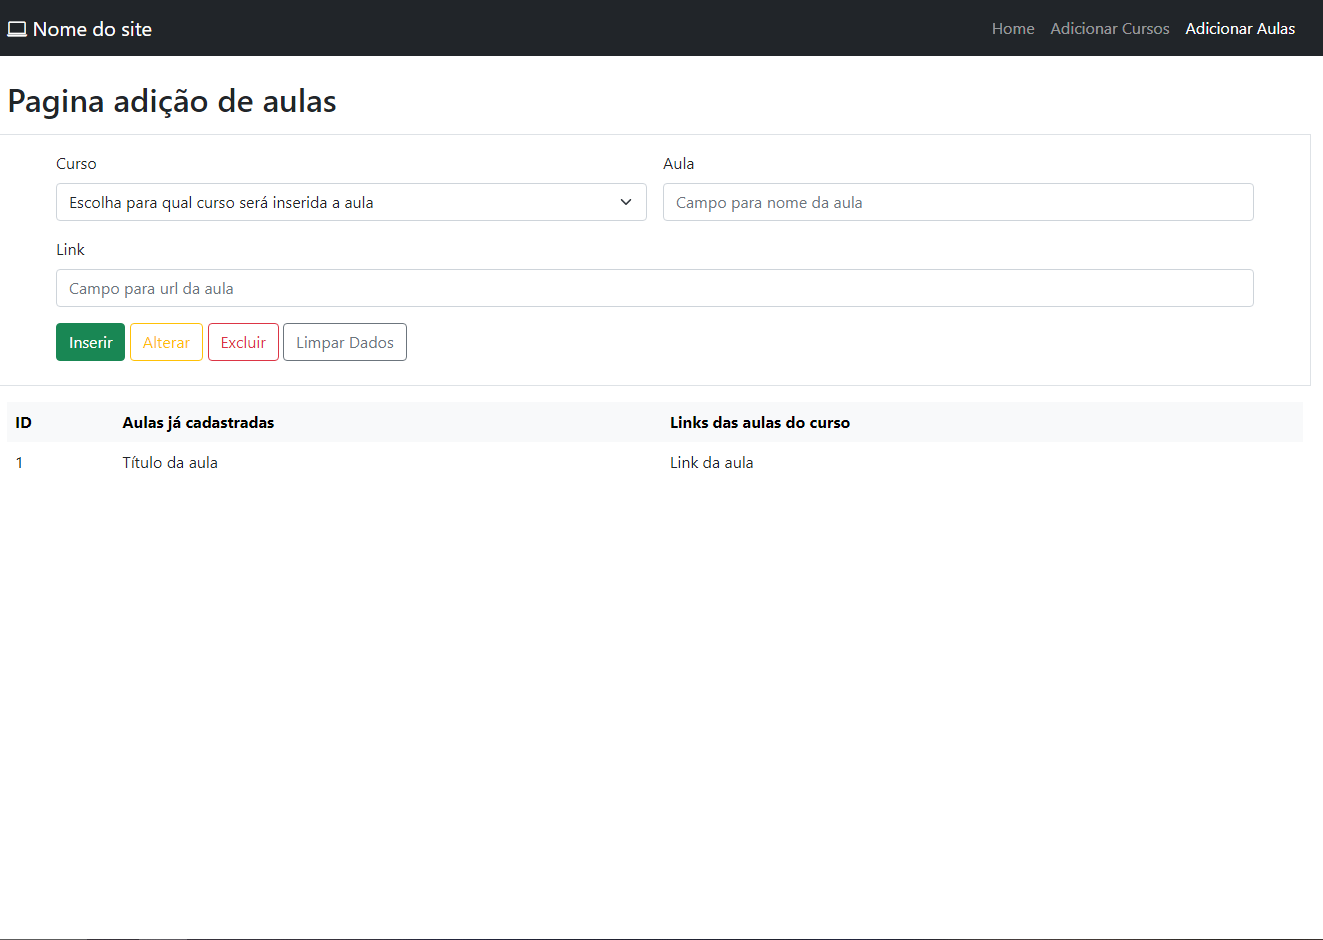 Nome do site
Home Adicionar Cursos Adicionar Aulas
Pagina adição de aulas
Curso Aula
Escolha para qual curso será inserida a aula Campo para nome da aula
Link
Campo para url da aula
Inserir Alterar Excluir Limpar Dados
ID Aulas já cadastradas Links das aulas do curso
1 Título da aula Link da aula